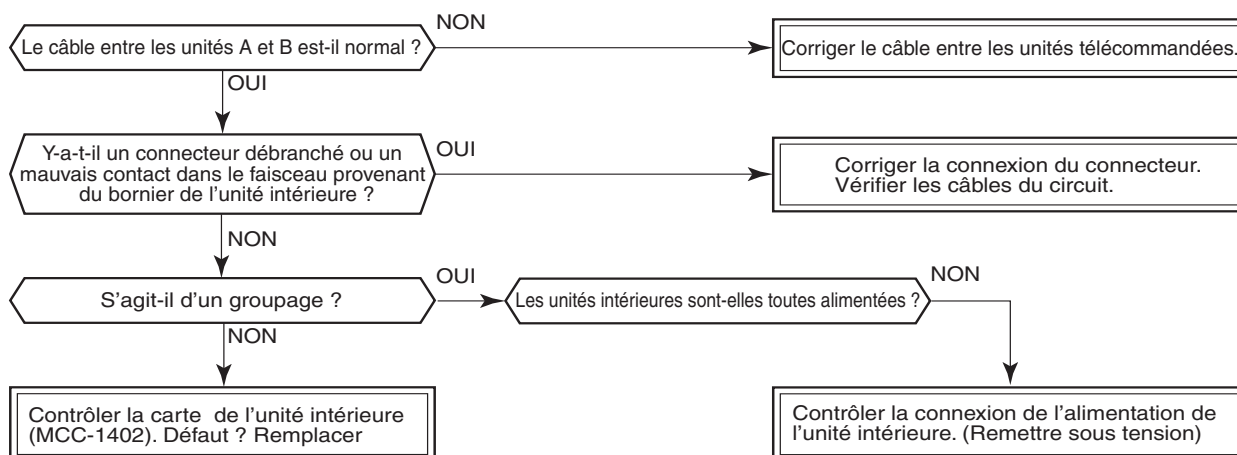 Le câble entre les unités A et B est-il normal ?
NON
Corriger le câble entre les unités télécommandées.
OUI
Y-a-t-il un connecteur débranché ou un
mauvais contact dans le faisceau provenant
du bornier de l'unité intérieure ?
OUI
Corriger la connexion du connecteur.
Vérifier les câbles du circuit.
NON
S'agit-il d'un groupage ?
OUI
Les unités intérieures sont-elles toutes alimentées ?
NON
NON
Contrôler la carte de l'unité intérieure
(MCC-1402). Défaut ? Remplacer
Contrôler la connexion de l'alimentation de
l'unité intérieure. (Remettre sous tension)